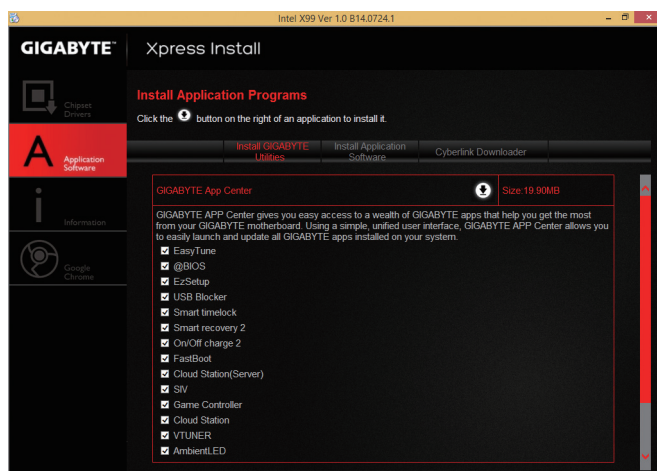 Intel X99 Ver 1.0 B14.0724.1
GIGABYTE™
Xpress Install
Chipset
Drivers
Application
Software
Information
Google
Chrome
Install Application Programs
Click the button on the right of an application to install it.
Install GIGABYTE
Utilities
Install Application
Software
Cyberlink Downloader
GIGABYTE App Center
Size:19.90MB
GIGABYTE APP Center gives you easy access to a wealth of GIGABYTE apps that help you get the most
from your GIGABYTE motherboard. Using a simple, unified user interface, GIGABYTE APP Center allows you
to easily launch and update all GIGABYTE apps installed on your system.
EasyTune
@BIOS
EzSetup
USB Blocker
Smart timelock
Smart recovery 2
On/Off charge 2
FastBoot
Cloud Station(Server)
SIV
Game Controller
Cloud Station
VTUNER
AmbientLED